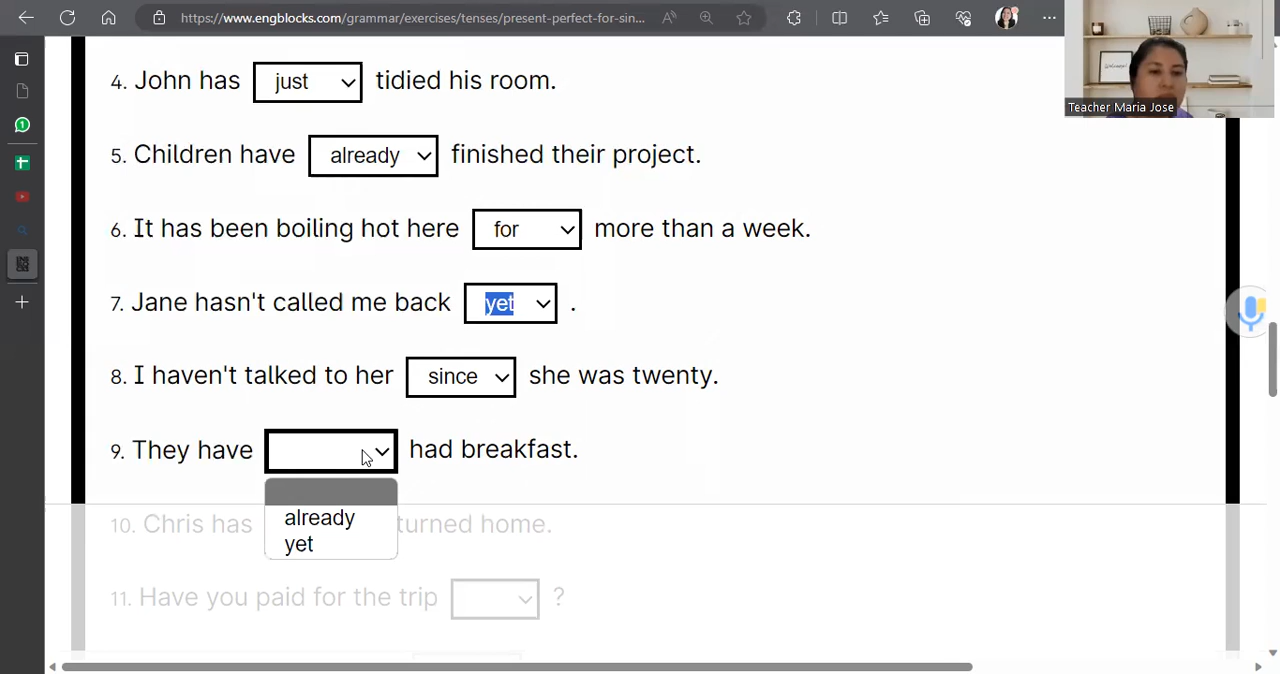 https://www.engblocks.com/grammar/exercises/tenses/present-perfect-for-sin...
Teacher Maria Jose
4. John has just tidied his room.
5. Children have already finished their project.
6. It has been boiling hot here for more than a week.
7. Jane hasn't called me back yet .
8. I haven't talked to her since she was twenty.
9. They have had breakfast.
already
yet
10. Chris has turned home.
11. Have you paid for the trip ?